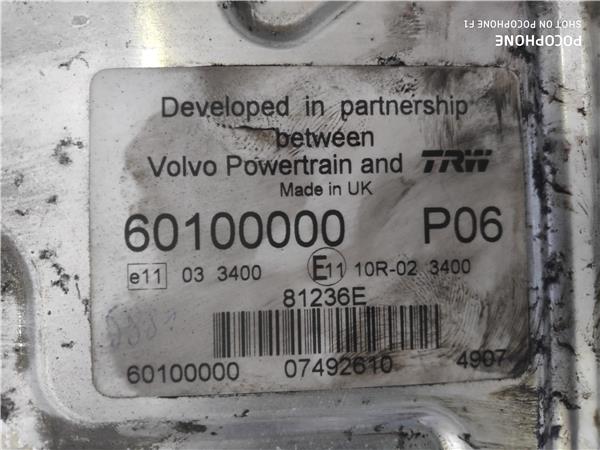 POCOPHONE
SHOT ON POCOPHONE F1
Developed in partnership
between
Volvo Powertrain and TRW
Made in UK
60100000 P06
e11 03 3400 E11 10R-02 3400
81236E
60100000 07492610 4907